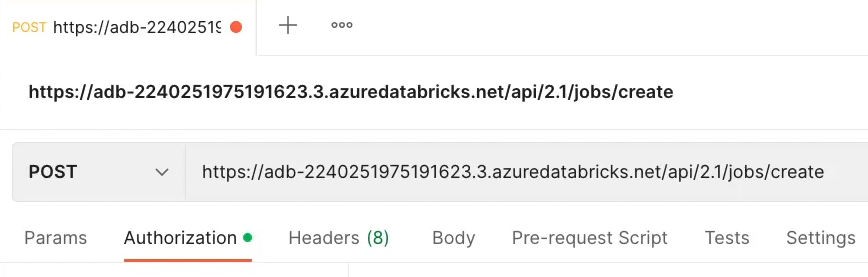 POST https://adb-22402519
https://adb-2240251975191623.3.azuredatabricks.net/api/2.1/jobs/create
POST https://adb-2240251975191623.3.azuredatabricks.net/api/2.1/jobs/create
Params Authorization Headers (8) Body Pre-request Script Tests Settings